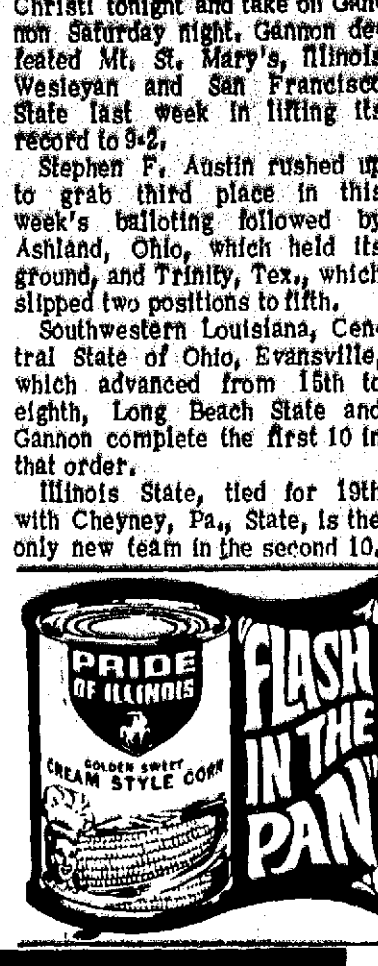 Christi tonight and take on Gan-
non Saturday night. Gannon de-
feated Mt. St. Mary's, Illinois
Wesleyan and San Francisco
State last week in lifting its
record to 9-2.
Stephen F. Austin rushed up
to grab third place in this
week's balloting followed by
Ashland, Ohio, which held its
ground, and Trinity, Tex., which
slipped two positions to fifth.
Southwestern Louisiana, Cen-
tral State of Ohio, Evansville,
which advanced from 15th to
eighth, Long Beach State and
Gannon complete the first 10 in
that order.
Illinois State, tied for 19th
with Cheyney, Pa., State, is the
only new team in the second 10.
PRIDE
OF ILLINOIS
GOLDEN SWEET
CREAM STYLE CORN
"FLASH
IN THE
PAN"